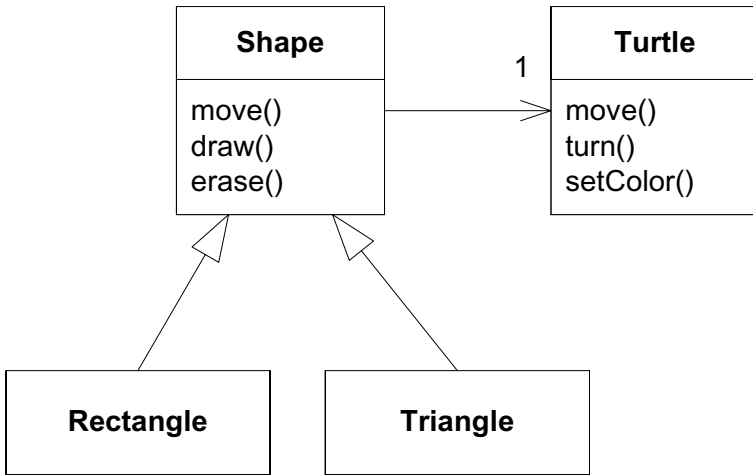 Shape
move()
draw()
erase()
1
Turtle
move()
turn()
setColor()
Rectangle
Triangle